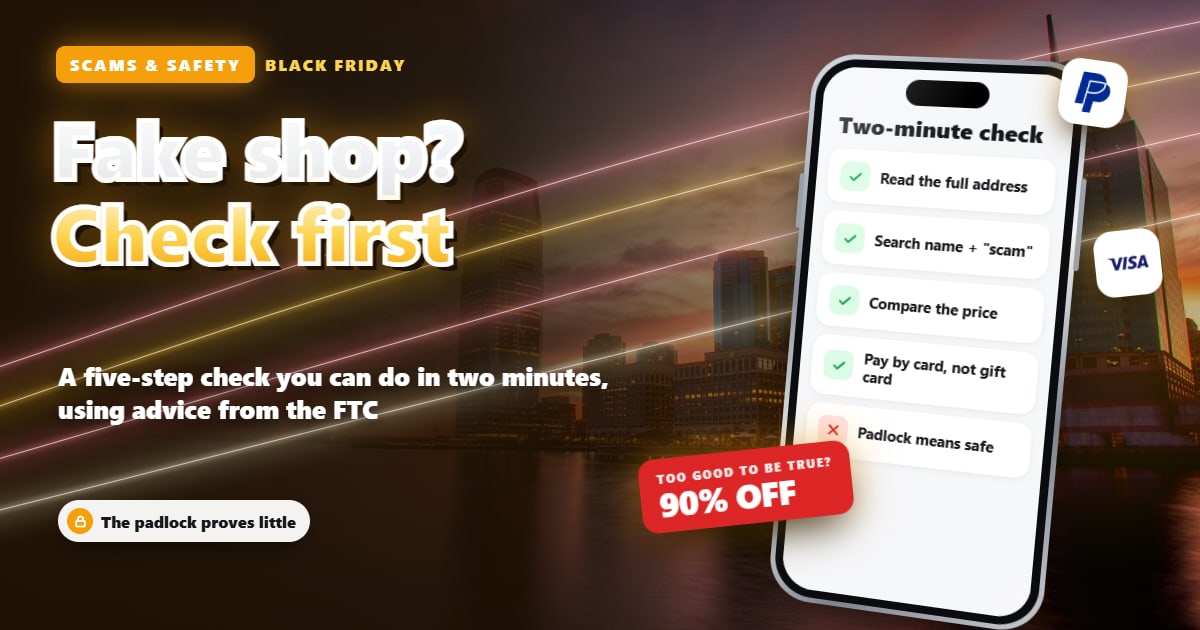 SCAMS & SAFETY BLACK FRIDAY
Fake shop?
Check first
A five-step check you can do in two minutes,
using advice from the FTC
The padlock proves little
Two-minute check
Read the full address
Search name + "scam"
Compare the price
Pay by card, not gift
card
Padlock means safe
TOO GOOD TO BE TRUE?
90% OFF
VISA